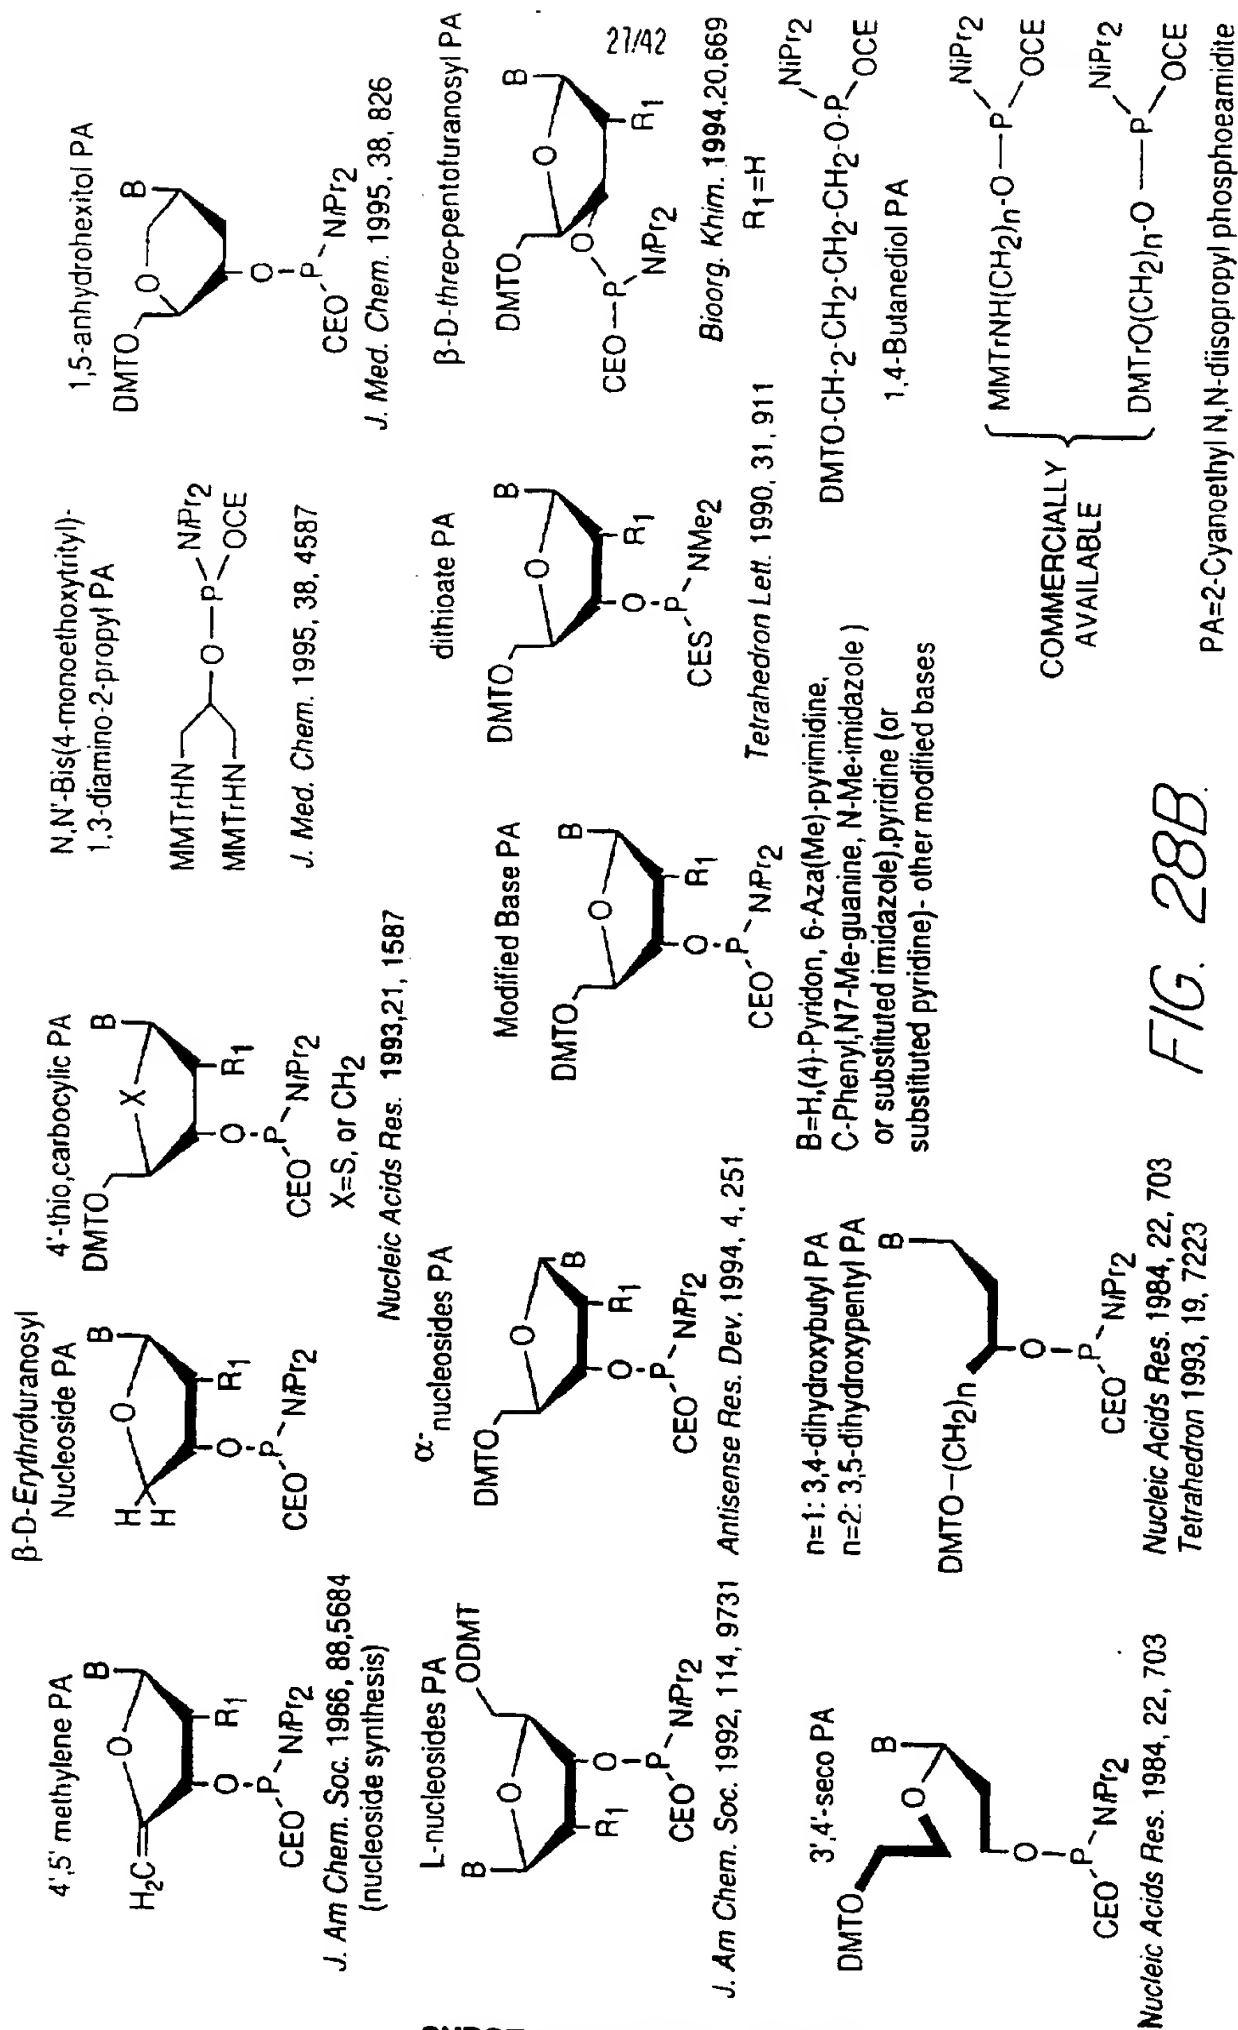 4',5' methylene PA
H2C
O
B
R1
O
P
CEO
NiPr2
J. Am Chem. Soc. 1966, 88,5684
(nucleoside synthesis)
β-D-Erythrofuranosyl
Nucleoside PA
H
H
O
B
R1
O
P
CEO
NiPr2
4'-thio,carbocylic PA
DMTO
X
B
R1
O
P
CEO
NiPr2
X=S, or CH2
Nucleic Acids Res. 1993,21, 1587
N,N'-Bis(4-monoethoxytrityl)-
1,3-diamino-2-propyl PA
MMTrHN
MMTrHN
O
P
NiPr2
OCE
J. Med. Chem. 1995, 38, 4587
1,5-anhydrohexitol PA
DMTO
O
B
O
P
CEO
NiPr2
J. Med. Chem. 1995, 38, 826
L-nucleosides PA
B
O
ODMT
R1
O
P
CEO
NiPr2
J. Am Chem. Soc. 1992, 114, 9731
α-
nucleosides PA
DMTO
O
B
R1
O
P
CEO
NiPr2
Antisense Res. Dev. 1994, 4, 251
Modified Base PA
DMTO
O
B
R1
O
P
CEO
NiPr2
B=H,(4)-Pyridon, 6-Aza(Me)-pyrimidine,
C-Phenyl,N7-Me-guanine, N-Me-imidazole )
or substituted imidazole),pyridine (or
substituted pyridine)- other modified bases
dithioate PA
DMTO
O
B
R1
O
P
CES
NMe2
Tetrahedron Lett. 1990, 31, 911
β-D-threo-pentofuranosyl PA
DMTO
O
B
R1
O
CEO
P
NiPr2
Bioorg. Khim. 1994,20,669
R1=H
27/42
3',4'-seco PA
DMTO
O
B
O
P
CEO
NiPr2
Nucleic Acids Res. 1984, 22, 703
n=1: 3,4-dihydroxybutyl PA
n=2: 3,5-dihydroxypentyl PA
DMTO-(CH2)n
B
O
P
CEO
NiPr2
Nucleic Acids Res. 1984, 22, 703
Tetrahedron 1993, 19, 7223
DMTO-CH-2-CH2-CH2-CH2-O-P
NiPr2
OCE
1,4-Butanediol PA
COMMERCIALLY
AVAILABLE
MMTrNH(CH2)n-O—P
NiPr2
OCE
DMTrO(CH2)n-O—P
NiPr2
OCE
PA=2-Cyanoethyl N,N-diisopropyl phosphoeamidite
FIG. 28B.